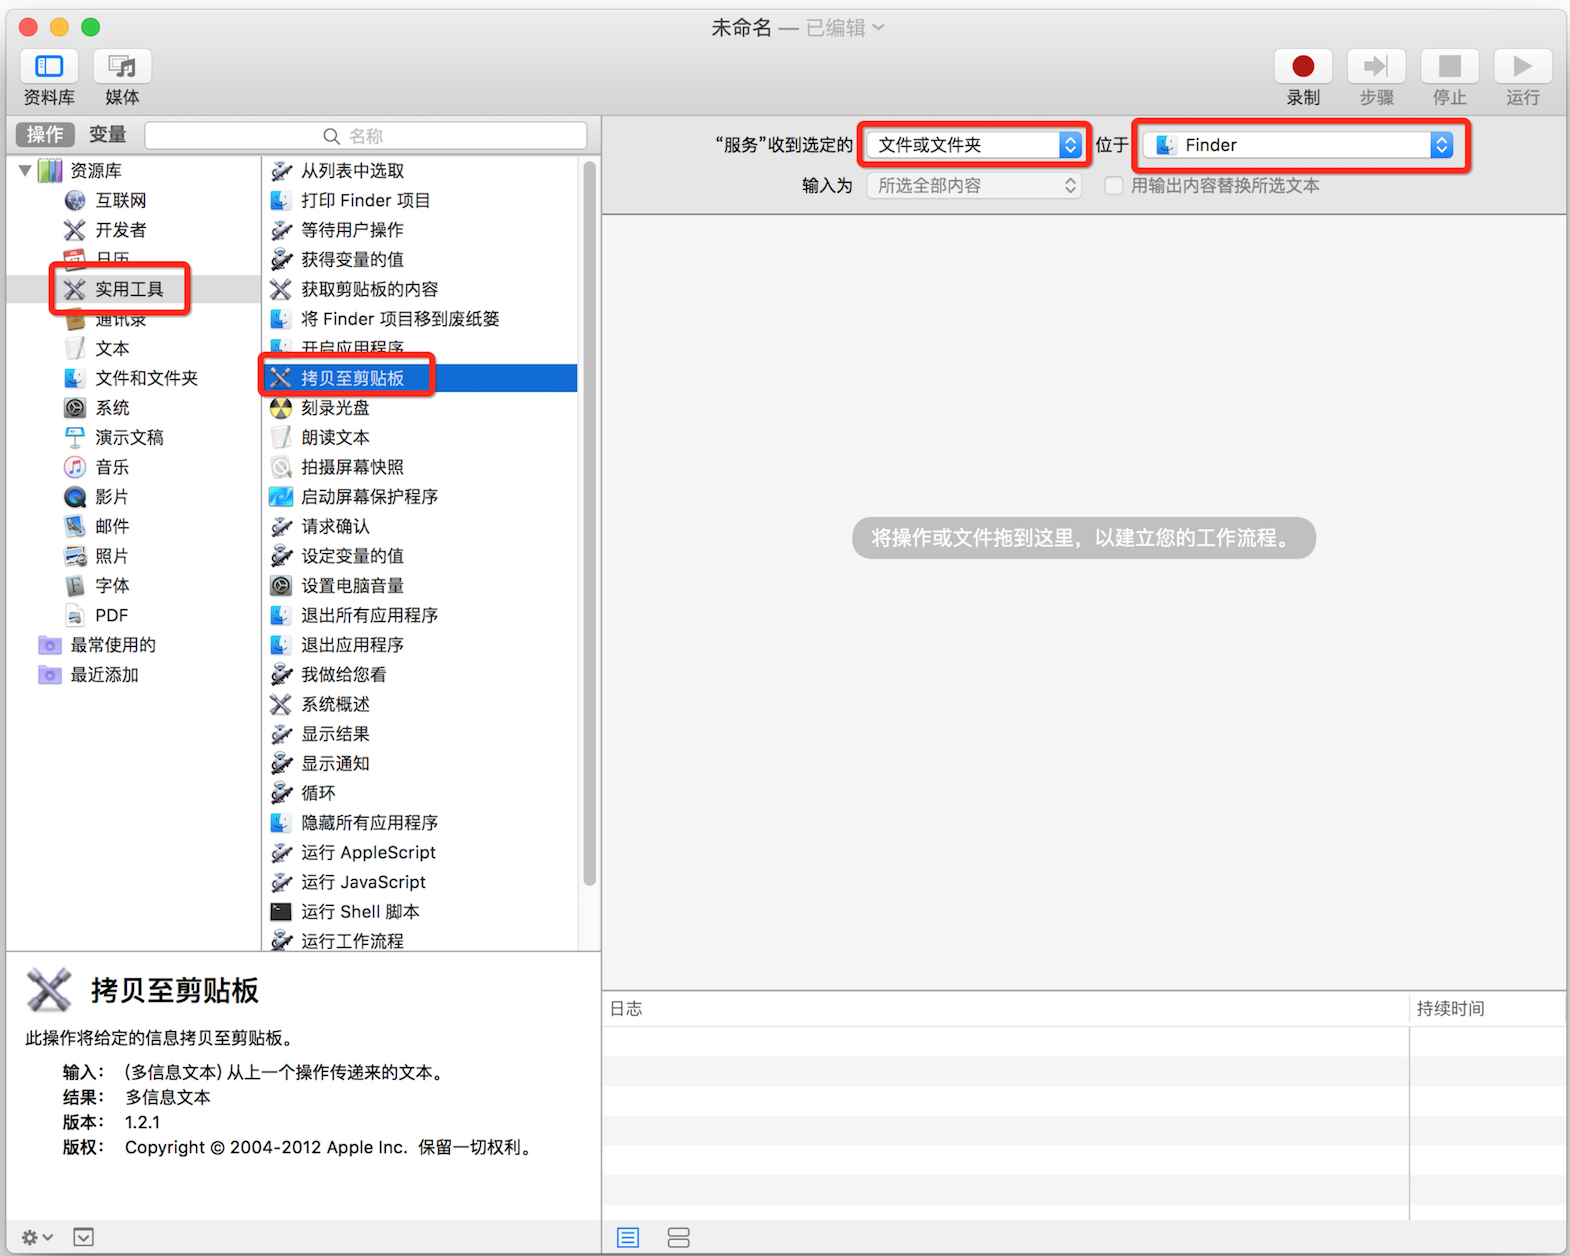 未命名 — 已编辑
资料库
媒体
录制
步骤
停止
运行
操作
变量
名称
资源库
互联网
开发者
日历
实用工具
通讯录
文本
文件和文件夹
系统
演示文稿
音乐
影片
邮件
照片
字体
PDF
最常使用的
最近添加
从列表中选取
打印 Finder 项目
等待用户操作
获得变量的值
获取剪贴板的内容
将 Finder 项目移到废纸篓
开启应用程序
拷贝至剪贴板
刻录光盘
朗读文本
拍摄屏幕快照
启动屏幕保护程序
请求确认
设定变量的值
设置电脑音量
退出所有应用程序
退出应用程序
我做给您看
系统概述
显示结果
显示通知
循环
隐藏所有应用程序
运行 AppleScript
运行 JavaScript
运行 Shell 脚本
运行工作流程
“服务”收到选定的 文件或文件夹 位于 Finder
输入为 所选全部内容 用输出内容替换所选文本
将操作或文件拖到这里，以建立您的工作流程。
拷贝至剪贴板
此操作将给定的信息拷贝至剪贴板。
输入： (多信息文本) 从上一个操作传递来的文本。
结果： 多信息文本
版本： 1.2.1
版权： Copyright © 2004-2012 Apple Inc. 保留一切权利。
日志
持续时间